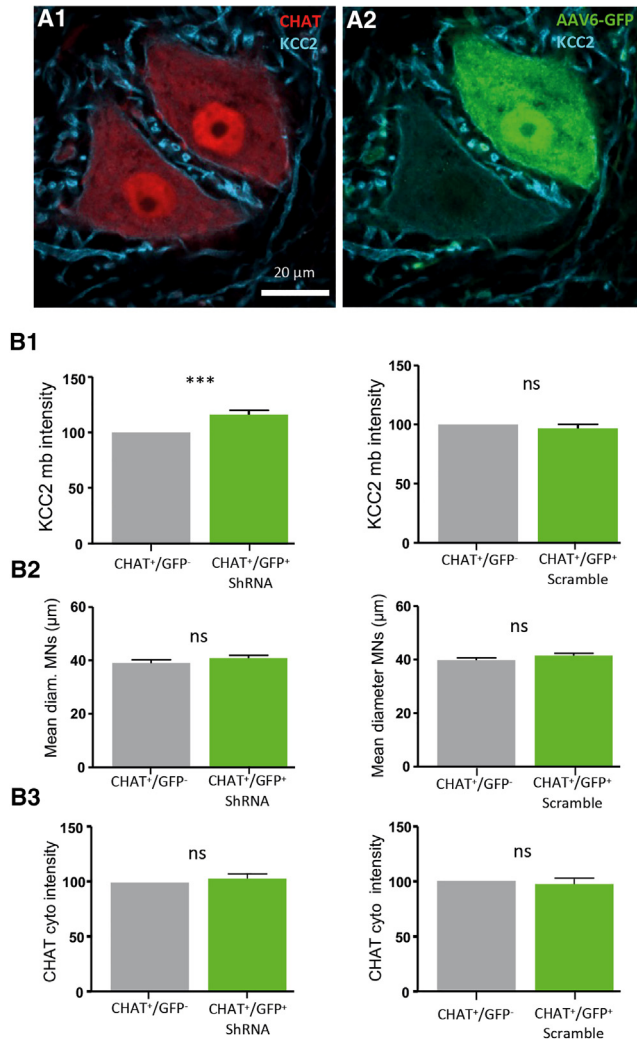 A1
CHAT
KCC2
20 µm
A2
AAV6-GFP
KCC2
B1
KCC2 mb intensity
150
100
50
0
***
CHAT⁺/GFP⁻
CHAT⁺/GFP⁺
ShRNA
KCC2 mb intensity
150
100
50
0
ns
CHAT⁺/GFP⁻
CHAT⁺/GFP⁺
Scramble
B2
Mean diam. MNs (µm)
60
40
20
0
ns
CHAT⁺/GFP⁻
CHAT⁺/GFP⁺
ShRNA
Mean diameter MNs (µm)
60
40
20
0
ns
CHAT⁺/GFP⁻
CHAT⁺/GFP⁺
Scramble
B3
CHAT cyto intensity
150
100
50
0
ns
CHAT⁺/GFP⁻
CHAT⁺/GFP⁺
ShRNA
CHAT cyto intensity
150
100
50
0
ns
CHAT⁺/GFP⁻
CHAT⁺/GFP⁺
Scramble